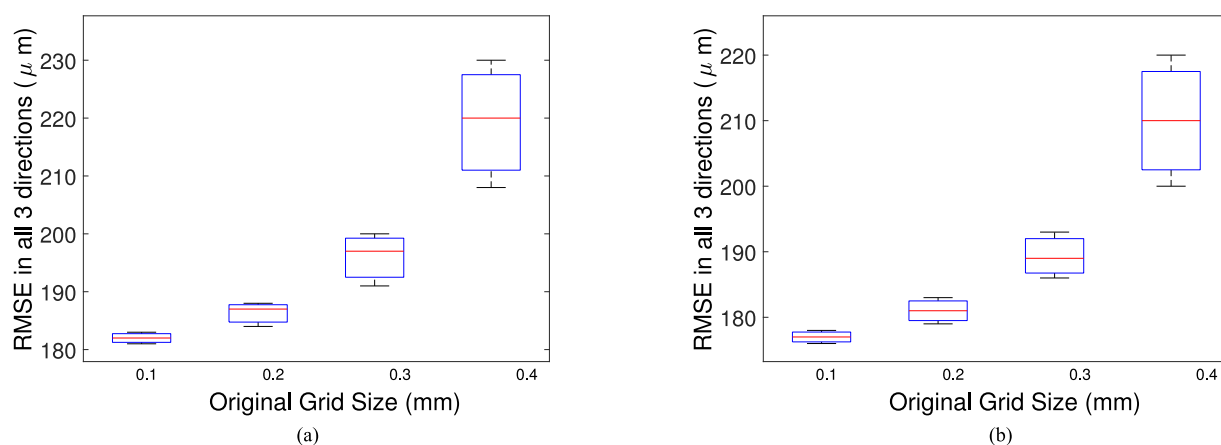 RMSE in all 3 directions (μ m)
230
220
210
200
190
180
0.1 0.2 0.3 0.4
Original Grid Size (mm)
(a)
RMSE in all 3 directions (μ m)
220
210
200
190
180
0.1 0.2 0.3 0.4
Original Grid Size (mm)
(b)